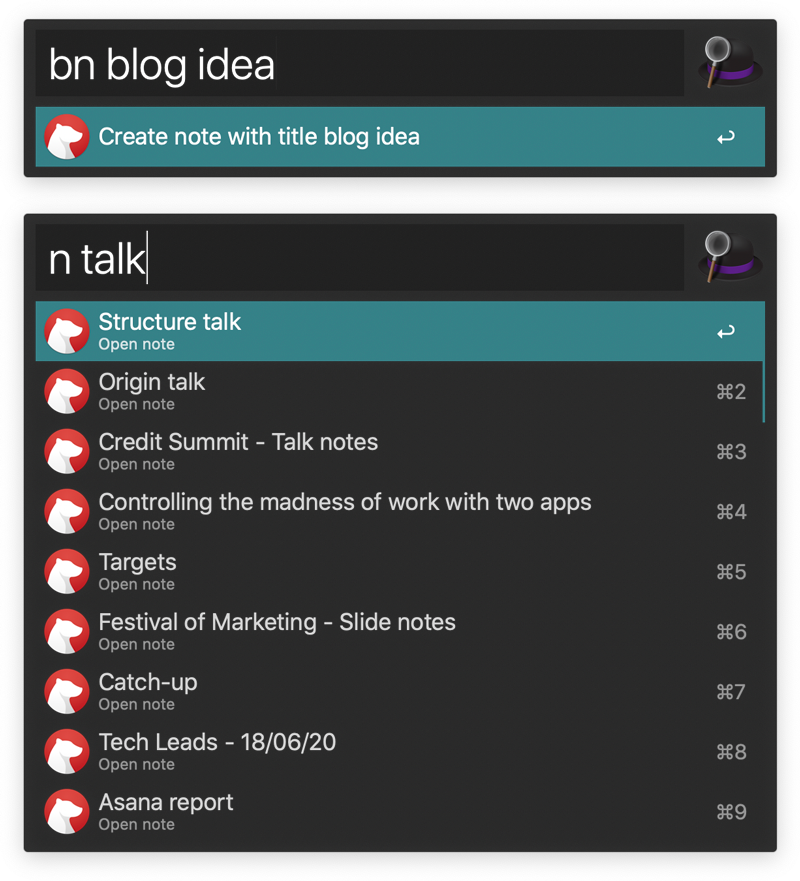 bn blog idea
Create note with title blog idea
n talk
Structure talk
Open note
Origin talk
Open note
⌘2
Credit Summit - Talk notes
Open note
⌘3
Controlling the madness of work with two apps
Open note
⌘4
Targets
Open note
⌘5
Festival of Marketing - Slide notes
Open note
⌘6
Catch-up
Open note
⌘7
Tech Leads - 18/06/20
Open note
⌘8
Asana report
Open note
⌘9